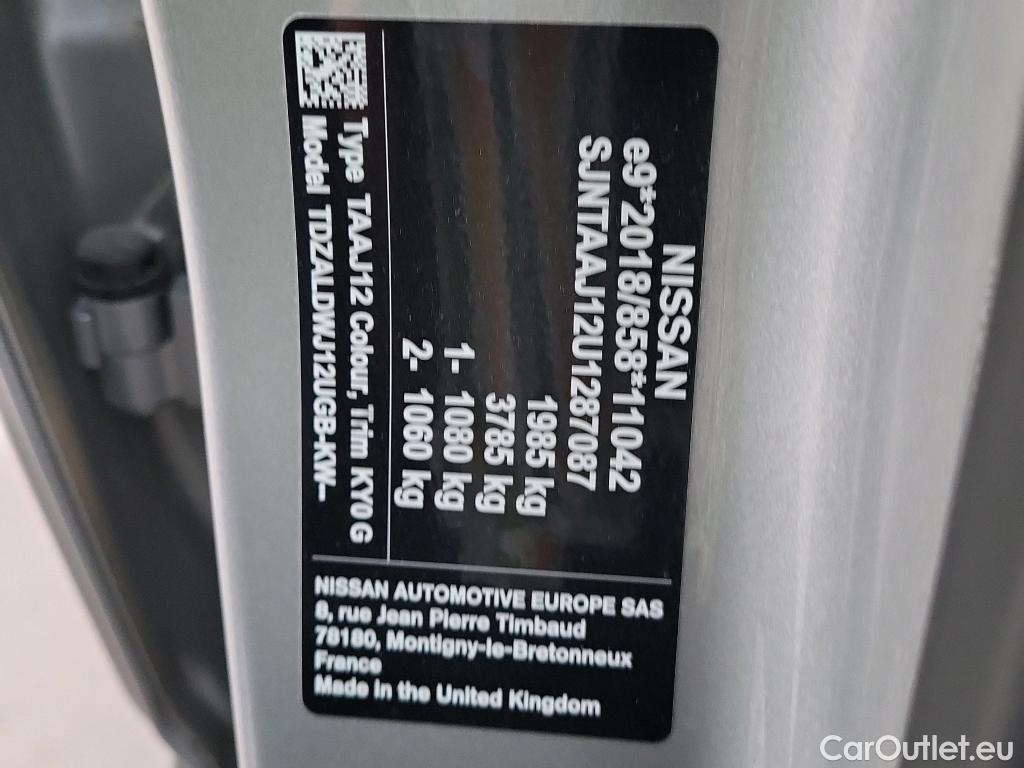 NISSAN
e9*2018/858*11042
SJNTAAJ12U1287087
1985 kg
3785 kg
1- 1080 kg
2- 1060 kg
Type TAAJ12 Colour, Trim KY0 G
Model TDZALDWJ12UGB-KW--
NISSAN AUTOMOTIVE EUROPE SAS
8, rue Jean Pierre Timbaud
78180, Montigny-le-Bretonneux
France
Made in the United Kingdom
CarOutlet.eu